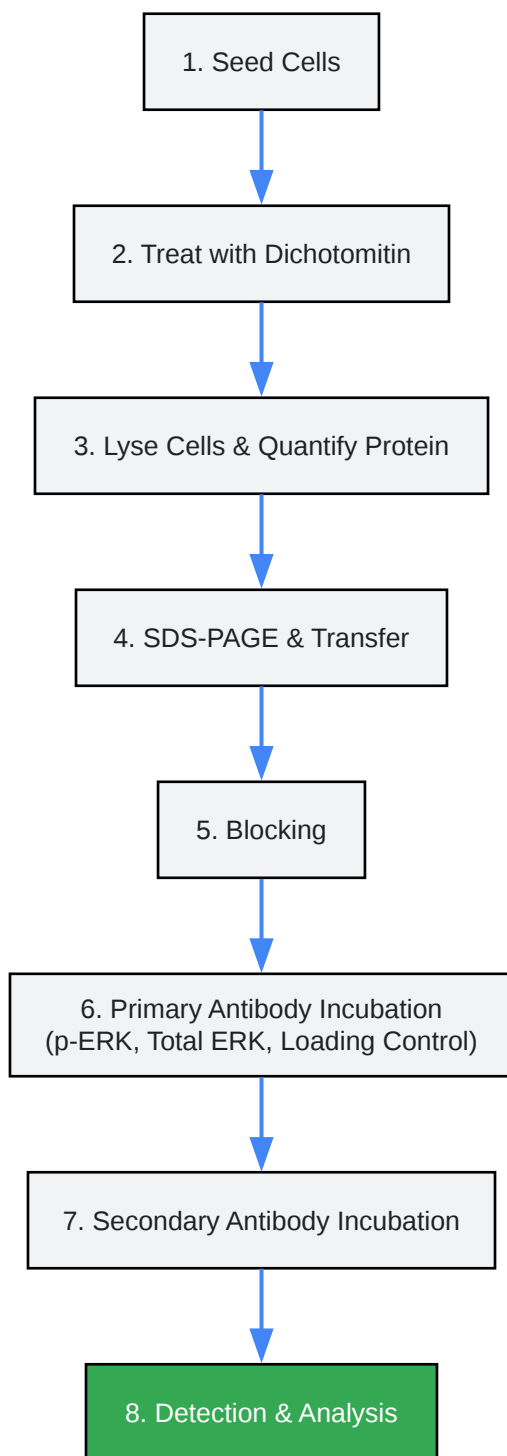 1. Seed Cells
2. Treat with Dichotomitin
3. Lyse Cells & Quantify Protein
4. SDS-PAGE & Transfer
5. Blocking
6. Primary Antibody Incubation
(p-ERK, Total ERK, Loading Control)
7. Secondary Antibody Incubation
8. Detection & Analysis